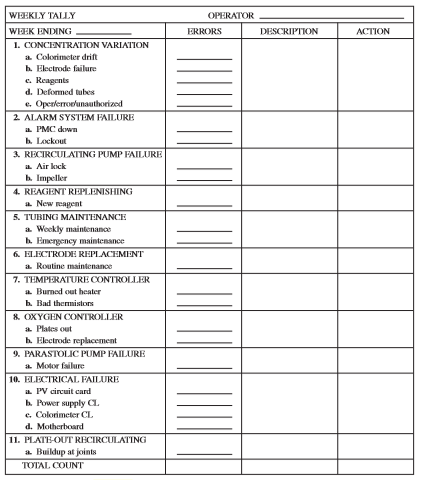 WEEKLY TALLY OPERATOR
WEEK ENDING ERRORS DESCRIPTION ACTION
1. CONCENTRATION VARIATION
a. Colorimeter drift
b. Electrode failure
c. Reagents
d. Deformed tubes
e. Oper/error/unauthorized
2. ALARM SYSTEM FAILURE
a. PMC down
b. Lockout
3. RECIRCULATING PUMP FAILURE
a. Air lock
b. Impeller
4. REAGENT REPLENISHING
a. New reagent
5. TUBING MAINTENANCE
a. Weekly maintenance
b. Emergency maintenance
6. ELECTRODE REPLACEMENT
a. Routine maintenance
7. TEMPERATURE CONTROLLER
a. Burned out heater
b. Bad thermistors
8. OXYGEN CONTROLLER
a. Plates out
b. Electrode replacement
9. PARASTOLIC PUMP FAILURE
a. Motor failure
10. ELECTRICAL FAILURE
a. PV circuit card
b. Power supply CL
c. Colorimeter CL
d. Motherboard
11. PLATE-OUT RECIRCULATING
a. Buildup at joints
TOTAL COUNT